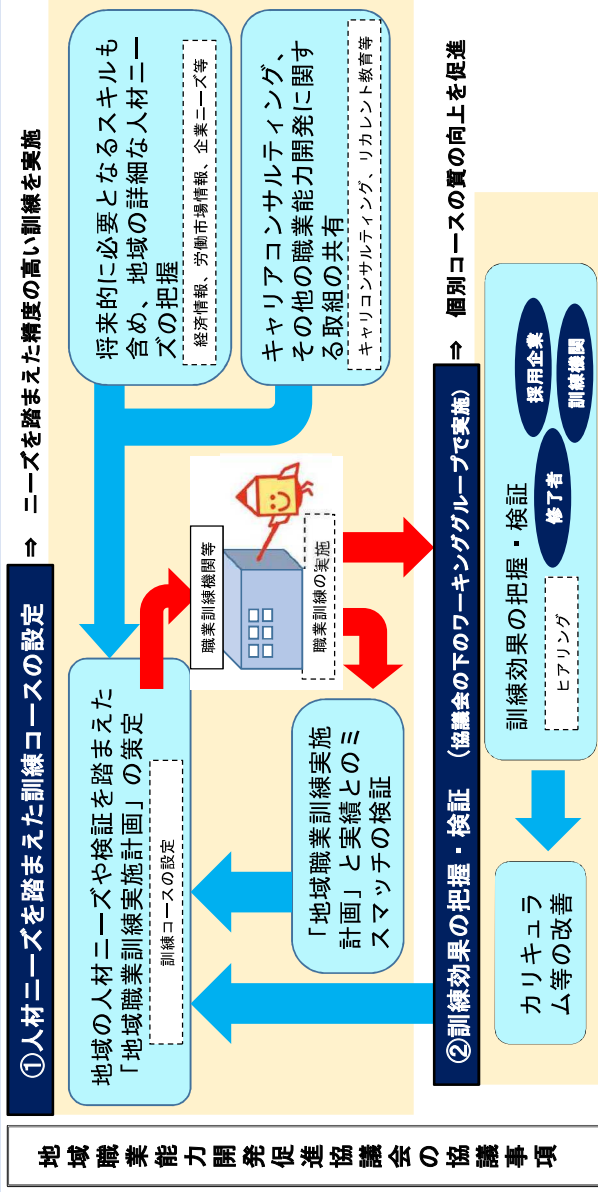 地域職業能力開発促進協議会の協議事項
①人材ニーズを踏まえた訓練コースの設定
⇒ ニーズを踏まえた精度の高い訓練を実施
地域の人材ニーズや検証を踏まえた
「地域職業訓練実施計画」の策定
訓練コースの設定
将来的に必要となるスキルも
含め、地域の詳細な人材ニー
ズの把握
経済情報、労働市場情報、企業ニーズ等
キャリアコンサルティング、
その他の職業能力開発に関す
る取組の共有
キャリコンサルティング、リカレント教育等
職業訓練機関等
職業訓練の実施
「地域職業訓練実施
計画」と実績とのミ
スマッチの検証
②訓練効果の把握・検証 （協議会の下のワーキンググループで実施）
⇒ 個別コースの質の向上を促進
訓練効果の把握・検証
ヒアリング
修了者
採用企業
訓練機関
カリキュラ
ム等の改善